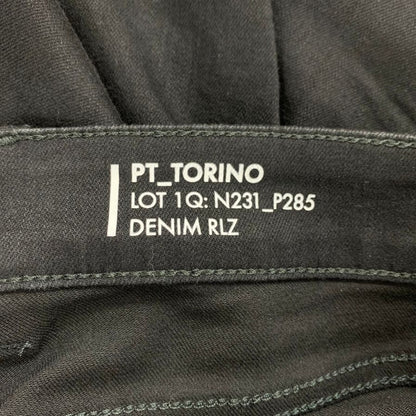 PT_TORINO
LOT 1Q: N231_P285
DENIM RLZ